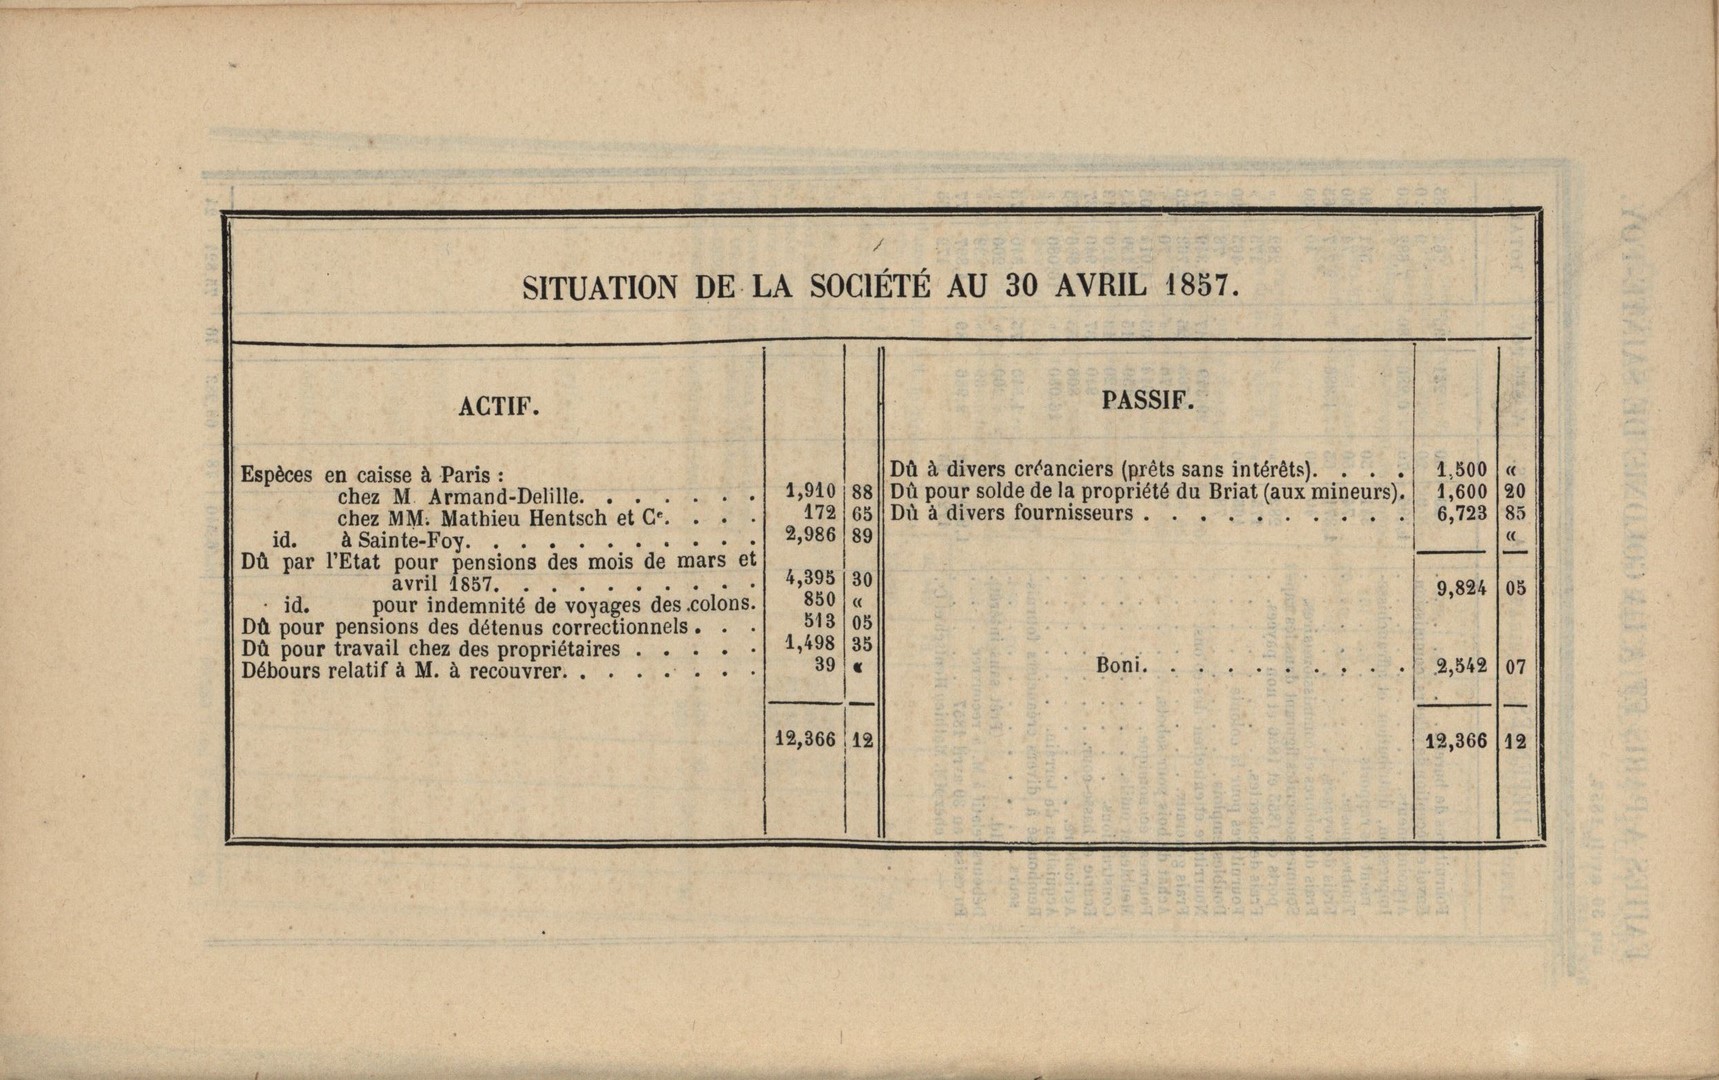 SITUATION DE LA SOCIÉTÉ AU 30 AVRIL 1857.
ACTIF.
Espèces en caisse à Paris :
chez M. Armand-Delille. . . . . . . 1,910 88
chez MM. Mathieu Hentsch et Cᵉ. . . . 172 65
id. à Sainte-Foy. . . . . . . . . . . 2,986 89
Dû par l'Etat pour pensions des mois de mars et
avril 1857. . . . . . . . . . 4,395 30
id. pour indemnité de voyages des colons. 850 «
Dû pour pensions des détenus correctionnels . . . 513 05
Dû pour travail chez des propriétaires . . . . . 1,498 35
Débours relatif à M. à recouvrer. . . . . . . . 39 «
12,366 12
PASSIF.
Dû à divers créanciers (prêts sans intérêts). . . . 1,500 «
Dû pour solde de la propriété du Briat (aux mineurs). 1,600 20
Dû à divers fournisseurs . . . . . . . . . . 6,723 85
«
9,824 05
Boni. . . . . . . . . . 2,542 07
12,366 12